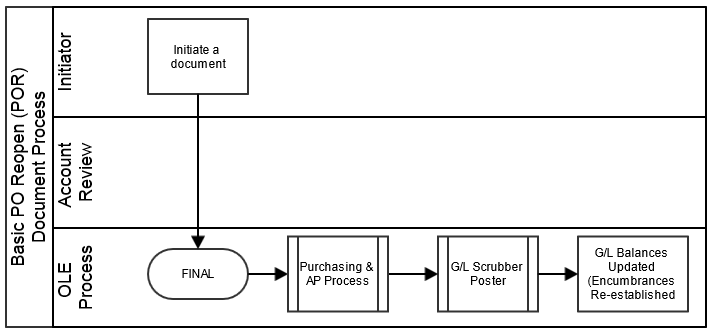 Basic PO Reopen (POR)
Document Process
Initiator
Initiate a
document
Account
Review
OLE
Process
FINAL
Purchasing &
AP Process
G/L Scrubber
Poster
G/L Balances
Updated
(Encumbrances
Re-established